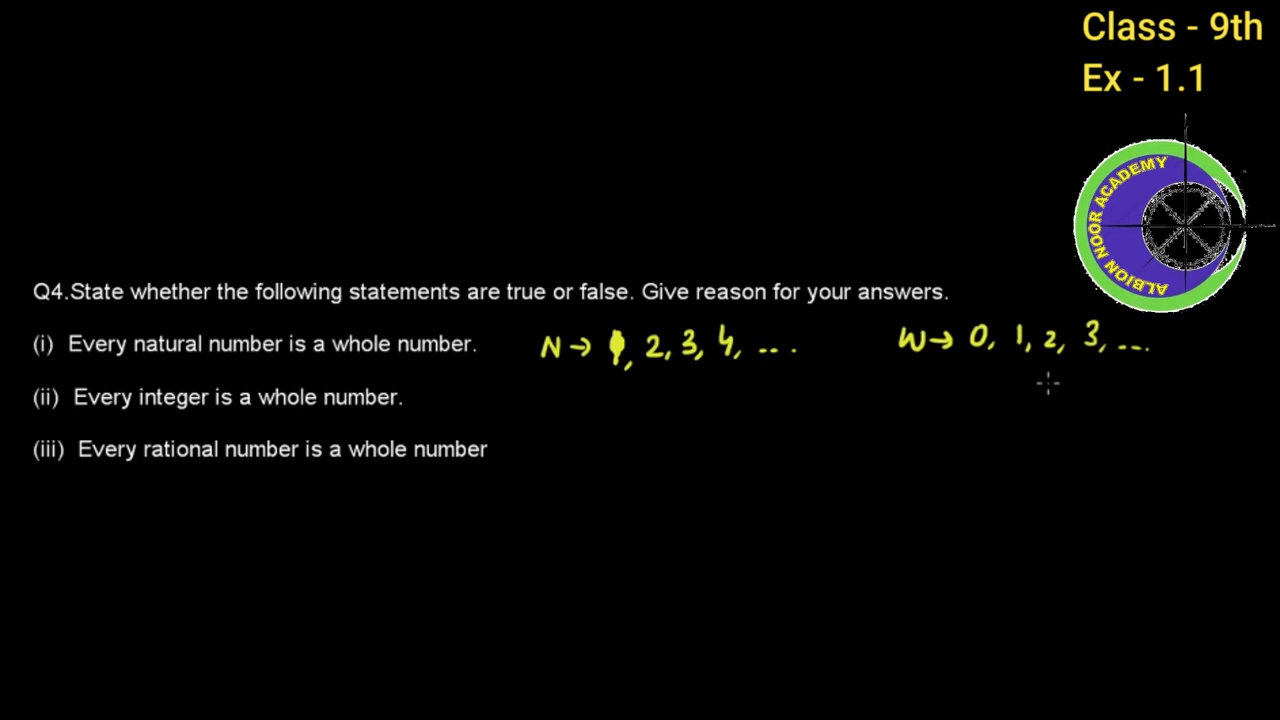 Class - 9th
Ex - 1.1
ALBION NOOR ACADEMY
Q4.State whether the following statements are true or false. Give reason for your answers.
(i) Every natural number is a whole number. N → 1, 2, 3, 4, ... W → 0, 1, 2, 3, ...
(ii) Every integer is a whole number.
(iii) Every rational number is a whole number